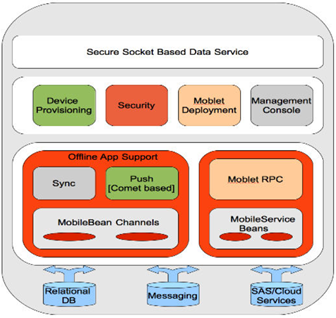 Secure Socket Based Data Service
Device
Provisioning
Security
Moblet
Deployment
Management
Console
Offline App Support
Sync
Push
[Comet based]
MobileBean Channels
Moblet RPC
MobileService
Beans
Relational
DB
Messaging
SAS/Cloud
Services